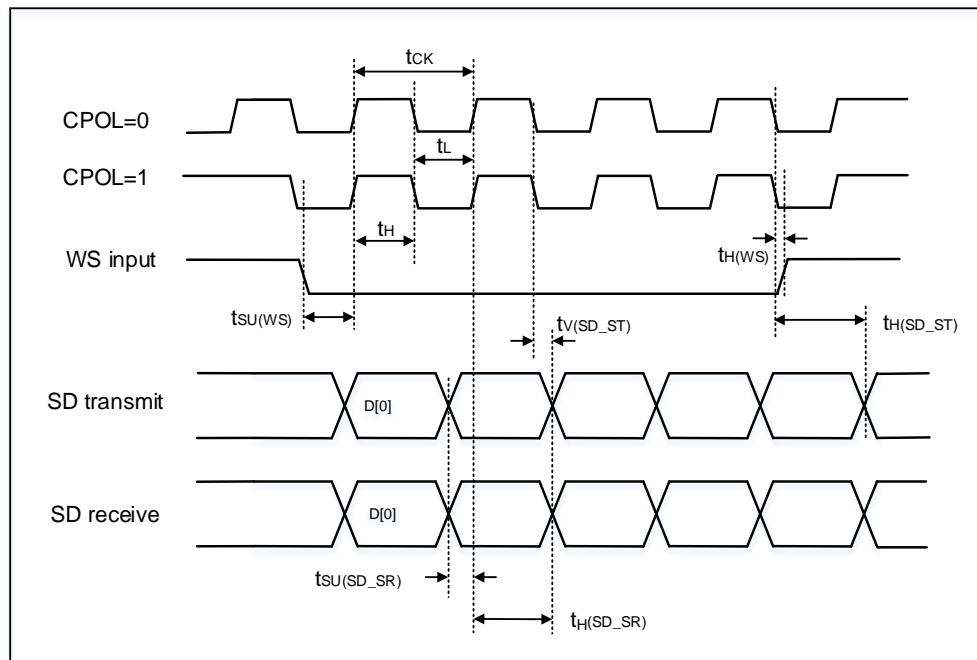 tCK
CPOL=0
tL
CPOL=1
tH
WS input
tH(WS)
tSU(WS)
tV(SD_ST)
tH(SD_ST)
SD transmit
D[0]
SD receive
D[0]
tSU(SD_SR)
tH(SD_SR)